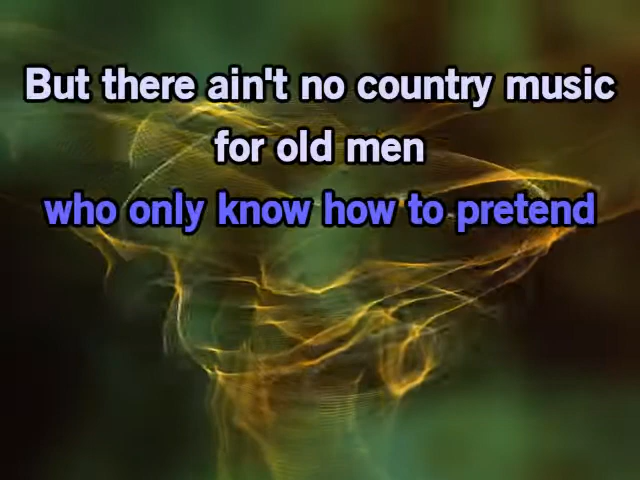 But there ain't no country music
for old men
who only know how to pretend